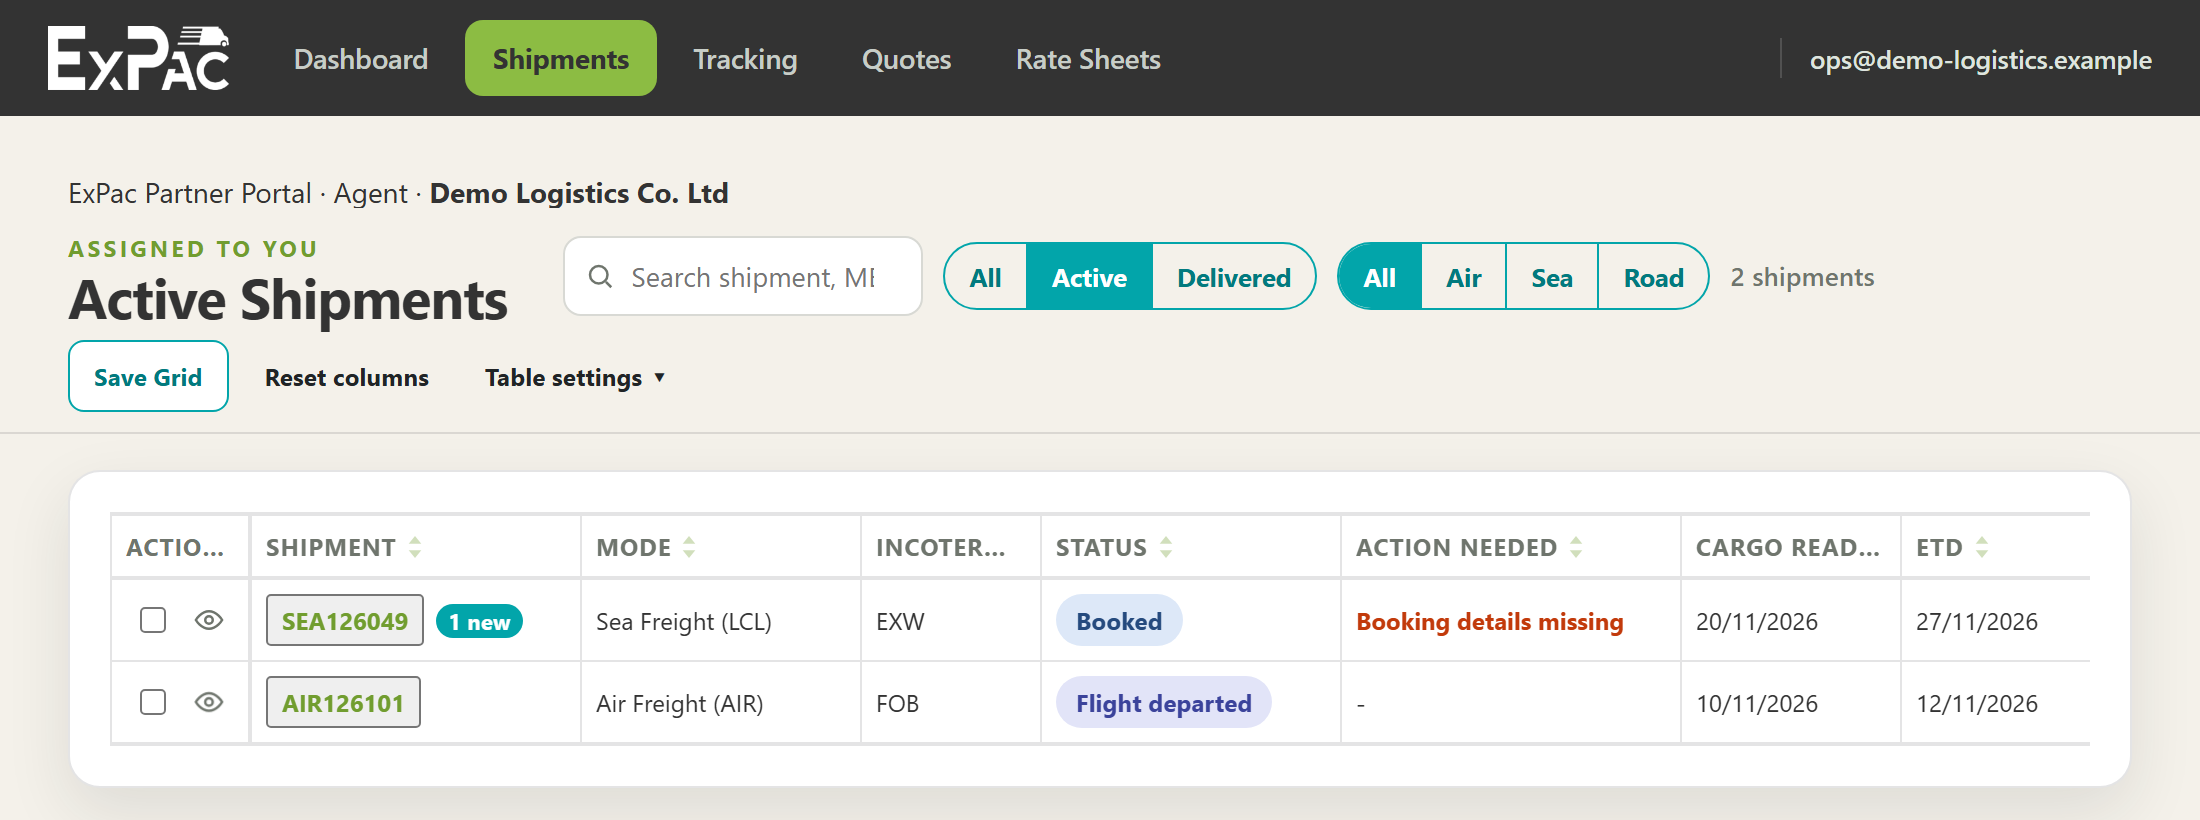 ExPac
Dashboard Shipments Tracking Quotes Rate Sheets ops@demo-logistics.example
ExPac Partner Portal · Agent · Demo Logistics Co. Ltd
ASSIGNED TO YOU
Active Shipments
Search shipment, ME
All Active Delivered
All Air Sea Road
2 shipments
Save Grid Reset columns Table settings ▼
ACTIO... SHIPMENT MODE INCOTER... STATUS ACTION NEEDED CARGO READ... ETD
SEA126049 1 new Sea Freight (LCL) EXW Booked Booking details missing 20/11/2026 27/11/2026
AIR126101 Air Freight (AIR) FOB Flight departed - 10/11/2026 12/11/2026